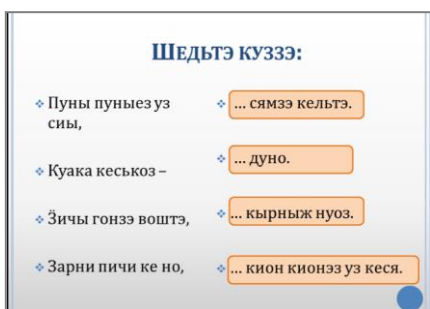 ШЕДЬТЭ КУЗЗЭ:
❖ Пуны пуныез уз
сиы,
❖ Куака кеськоз –
❖ Ӟичы гонзэ воштэ,
❖ Зарни пичи ке но,
❖ ... сямзэ кельтэ.
❖ ... дуно.
❖ ... кырныж нуоз.
❖ ... кион кионэз уз кеся.